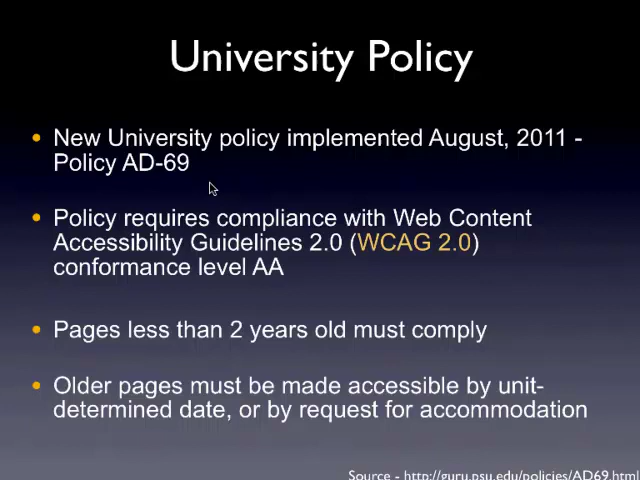 University Policy
New University policy implemented August, 2011 -
Policy AD-69
Policy requires compliance with Web Content
Accessibility Guidelines 2.0 (WCAG 2.0)
conformance level AA
Pages less than 2 years old must comply
Older pages must be made accessible by unit-
determined date, or by request for accommodation
Source - http://guru.psu.edu/policies/AD69.html